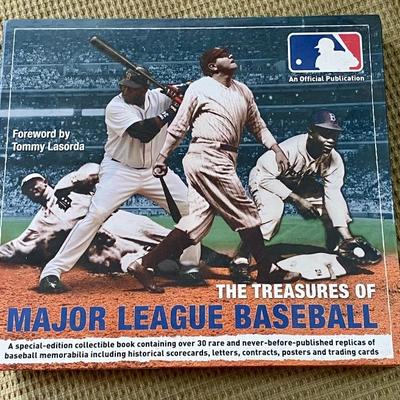 An Official Publication
Foreword by
Tommy Lasorda
B
THE TREASURES OF
MAJOR LEAGUE BASEBALL
A special-edition collectible book containing over 30 rare and never-before-published replicas of
baseball memorabilia including historical scorecards, letters, contracts, posters and trading cards